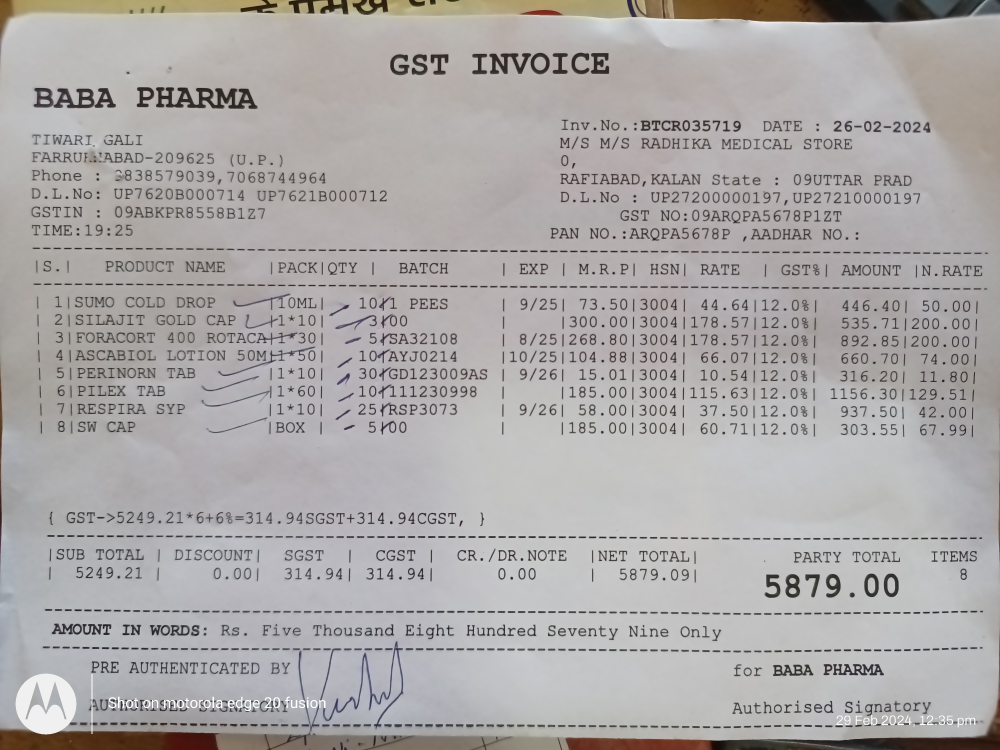 के प्रमुख
GST INVOICE
BABA PHARMA
TIWARI GALI
FARRUKHABAD-209625 (U.P.)
Phone : 9838579039,7068744964
D.L.No: UP7620B000714 UP7621B000712
GSTIN : 09ABKPR8558B1Z7
TIME:19:25
Inv.No.:BTCR035719 DATE : 26-02-2024
M/S M/S RADHIKA MEDICAL STORE
0,
RAFIABAD,KALAN State : 09UTTAR PRAD
D.L.No : UP27200000197,UP27210000197
GST NO:09ARQPA5678P1ZT
PAN NO.:ARQPA5678P ,AADHAR NO.:
|S.| PRODUCT NAME |PACK|QTY | BATCH | EXP | M.R.P| HSN| RATE | GST%| AMOUNT |N.RATE
| 1|SUMO COLD DROP |10ML| 10|1 PEES | 9/25| 73.50|3004| 44.64|12.0%| 446.40| 50.00|
| 2|SILAJIT GOLD CAP |1*10| 3|00 | |300.00|3004|178.57|12.0%| 535.71|200.00|
| 3|FORACORT 400 ROTACA|1*30| 5|SA32108 | 8/25|268.80|3004|178.57|12.0%| 892.85|200.00|
| 4|ASCABIOL LOTION 50M|1*50| 10|AYJ0214 |10/25|104.88|3004| 66.07|12.0%| 660.70| 74.00|
| 5|PERINORN TAB |1*10| 30|GD123009AS | 9/26| 15.01|3004| 10.54|12.0%| 316.20| 11.80|
| 6|PILEX TAB |1*60| 10|111230998 | |185.00|3004|115.63|12.0%| 1156.30|129.51|
| 7|RESPIRA SYP |1*10| 25|RSP3073 | 9/26| 58.00|3004| 37.50|12.0%| 937.50| 42.00|
| 8|SW CAP |BOX | 5|00 | |185.00|3004| 60.71|12.0%| 303.55| 67.99|
{ GST->5249.21*6+6%=314.94SGST+314.94CGST, }
|SUB TOTAL | DISCOUNT| SGST | CGST | CR./DR.NOTE |NET TOTAL| PARTY TOTAL ITEMS
| 5249.21 | 0.00| 314.94| 314.94| 0.00 | 5879.09| 5879.00 8
AMOUNT IN WORDS: Rs. Five Thousand Eight Hundred Seventy Nine Only
PRE AUTHENTICATED BY
for BABA PHARMA
AUTHORISED SIGNATORY
Authorised Signatory
Shot on motorola edge 20 fusion
29 Feb 2024, 12:35 pm